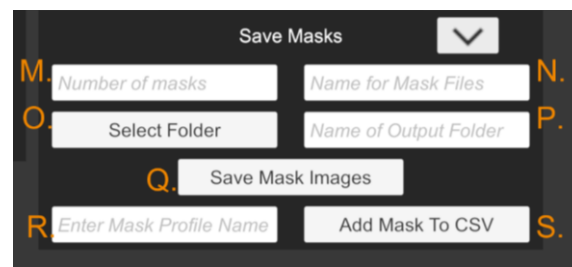 Save Masks
M. Number of masks Name for Mask Files N.
O. Select Folder Name of Output Folder P.
Q. Save Mask Images
R. Enter Mask Profile Name Add Mask To CSV S.